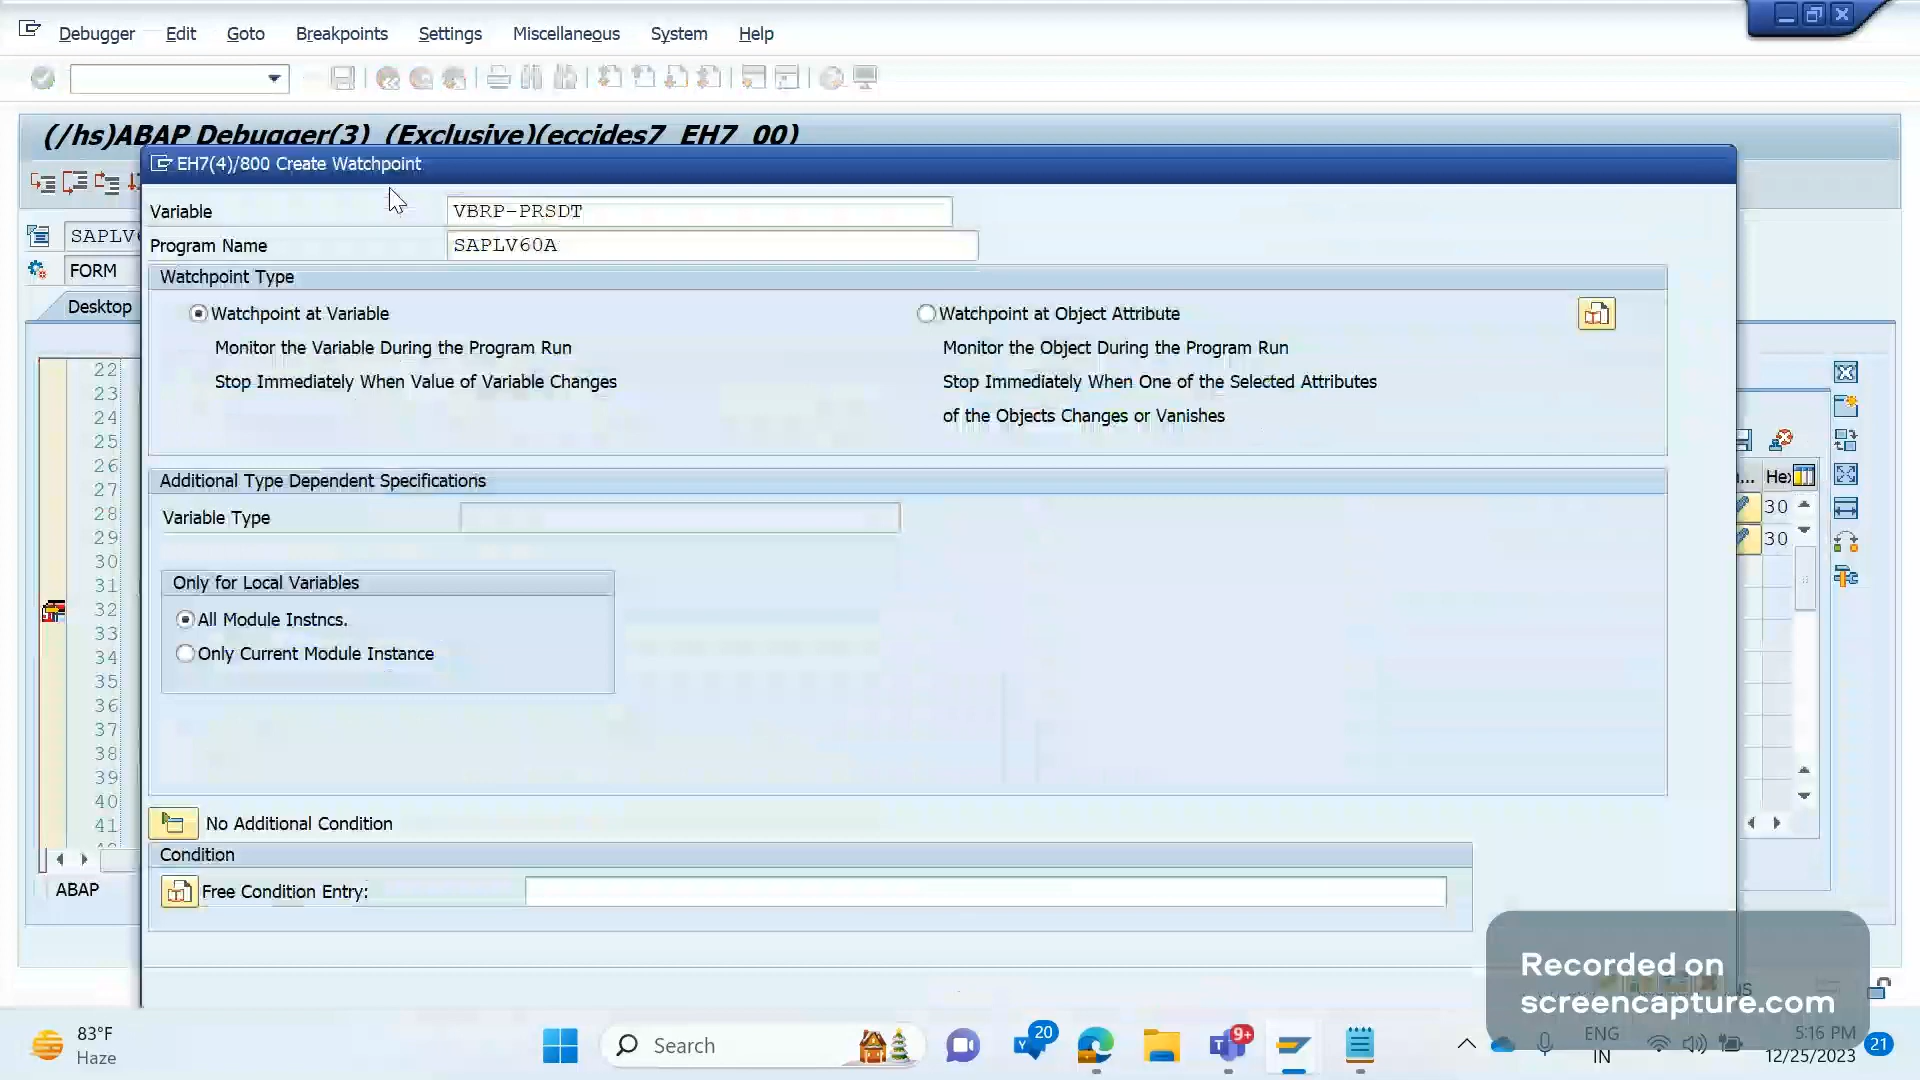 Debugger Edit Goto Breakpoints Settings Miscellaneous System Help
(/hs)ABAP Debugger(3) (Exclusive)(eccides7_EH7_00)
EH7(4)/800 Create Watchpoint
Variable VBRP-PRSDT
SAPLV6
Program Name SAPLV60A
FORM
Watchpoint Type
Desktop
Watchpoint at Variable Watchpoint at Object Attribute
Monitor the Variable During the Program Run Monitor the Object During the Program Run
Stop Immediately When Value of Variable Changes Stop Immediately When One of the Selected Attributes
of the Objects Changes or Vanishes
22
23
24
25
26
27
28
29
30
31
32
33
34
35
36
37
38
39
40
41
Additional Type Dependent Specifications
... Hex
30
30
Variable Type
Only for Local Variables
All Module Instncs.
Only Current Module Instance
No Additional Condition
Condition
ABAP
Free Condition Entry:
Recorded on
screencapture.com
83°F
Haze
Search
20
9+
ENG
IN
5:16 PM
12/25/2023
21